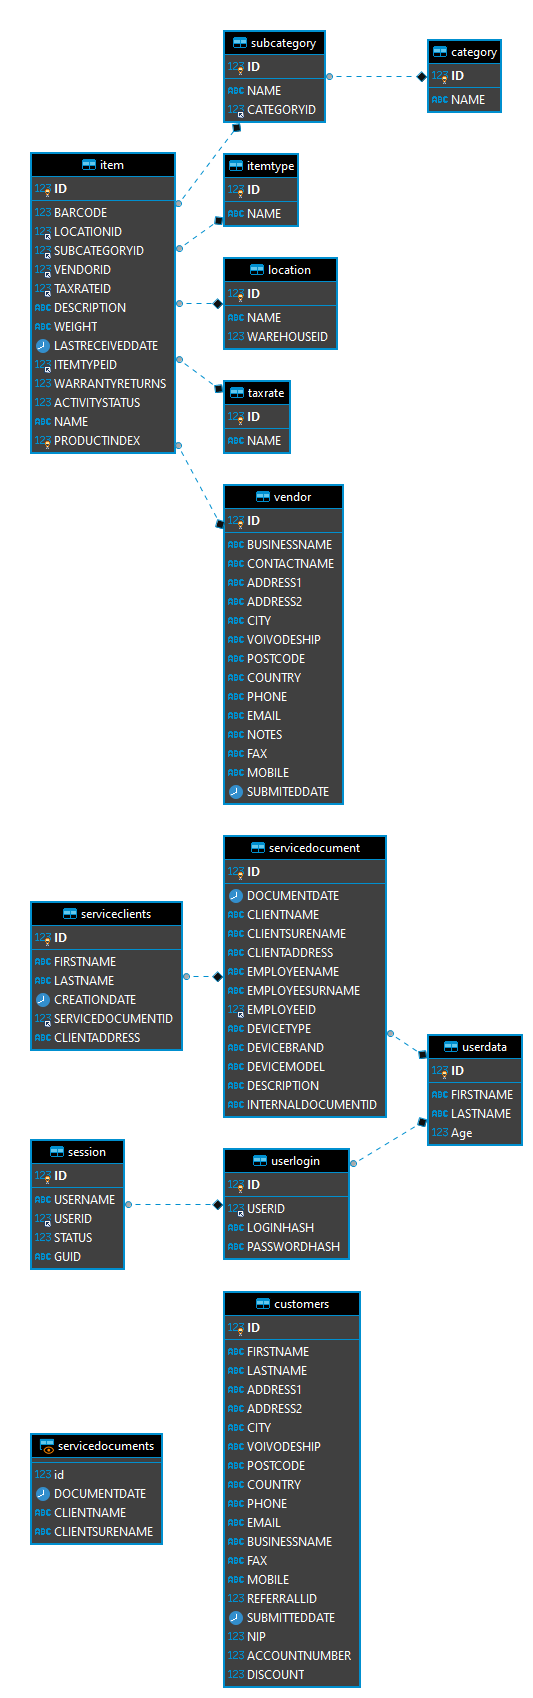 subcategory
123 ID
ABC NAME
123 CATEGORYID
category
123 ID
ABC NAME
item
123 ID
123 BARCODE
123 LOCATIONID
123 SUBCATEGORYID
123 VENDORID
123 TAXRATEID
ABC DESCRIPTION
ABC WEIGHT
LASTRECEIVEDDATE
123 ITEMTYPEID
123 WARRANTYRETURNS
123 ACTIVITYSTATUS
ABC NAME
123 PRODUCTINDEX
itemtype
123 ID
ABC NAME
location
123 ID
ABC NAME
123 WAREHOUSEID
taxrate
123 ID
ABC NAME
vendor
123 ID
ABC BUSINESSNAME
ABC CONTACTNAME
ABC ADDRESS1
ABC ADDRESS2
ABC CITY
ABC VOIVODESHIP
ABC POSTCODE
ABC COUNTRY
ABC PHONE
ABC EMAIL
ABC NOTES
ABC FAX
ABC MOBILE
SUBMITEDDATE
servicedocument
123 ID
DOCUMENTDATE
ABC CLIENTNAME
ABC CLIENTSURENAME
ABC CLIENTADDRESS
ABC EMPLOYEENAME
ABC EMPLOYEESURNAME
123 EMPLOYEEID
ABC DEVICETYPE
ABC DEVICEBRAND
ABC DEVICEMODEL
ABC DESCRIPTION
ABC INTERNALDOCUMENTID
serviceclients
123 ID
ABC FIRSTNAME
ABC LASTNAME
CREATIONDATE
123 SERVICEDOCUMENTID
ABC CLIENTADDRESS
userdata
123 ID
ABC FIRSTNAME
ABC LASTNAME
123 Age
session
123 ID
ABC USERNAME
123 USERID
123 STATUS
ABC GUID
userlogin
123 ID
123 USERID
ABC LOGINHASH
ABC PASSWORDHASH
customers
123 ID
ABC FIRSTNAME
ABC LASTNAME
ABC ADDRESS1
ABC ADDRESS2
ABC CITY
ABC VOIVODESHIP
ABC POSTCODE
ABC COUNTRY
ABC PHONE
ABC EMAIL
ABC BUSINESSNAME
ABC FAX
ABC MOBILE
123 REFERRALLID
SUBMITTEDDATE
123 NIP
123 ACCOUNTNUMBER
123 DISCOUNT
servicedocuments
123 id
DOCUMENTDATE
ABC CLIENTNAME
ABC CLIENTSURENAME